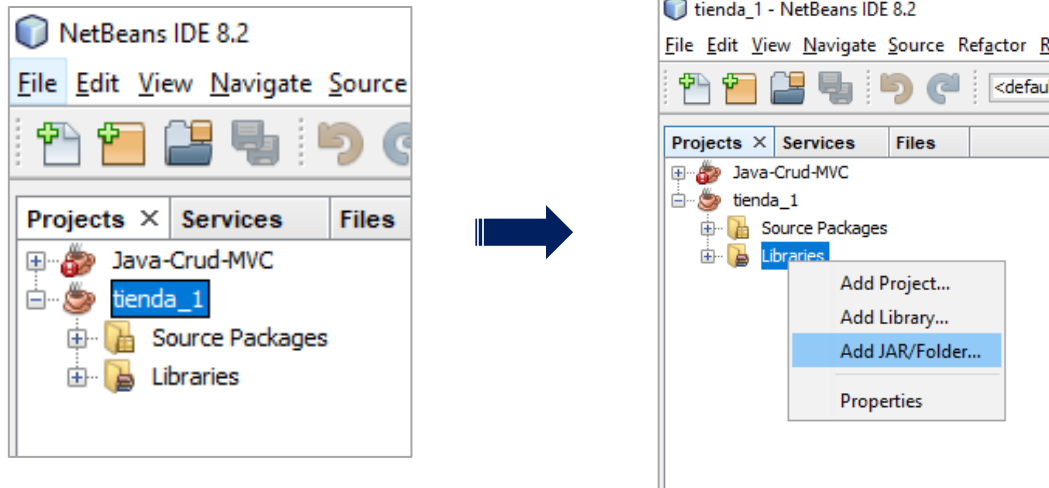 NetBeans IDE 8.2
File Edit View Navigate Source
Projects × Services Files
Java-Crud-MVC
tienda_1
Source Packages
Libraries
tienda_1 - NetBeans IDE 8.2
File Edit View Navigate Source Refactor R
<defau
Projects × Services Files
Java-Crud-MVC
tienda_1
Source Packages
Libraries
Add Project...
Add Library...
Add JAR/Folder...
Properties